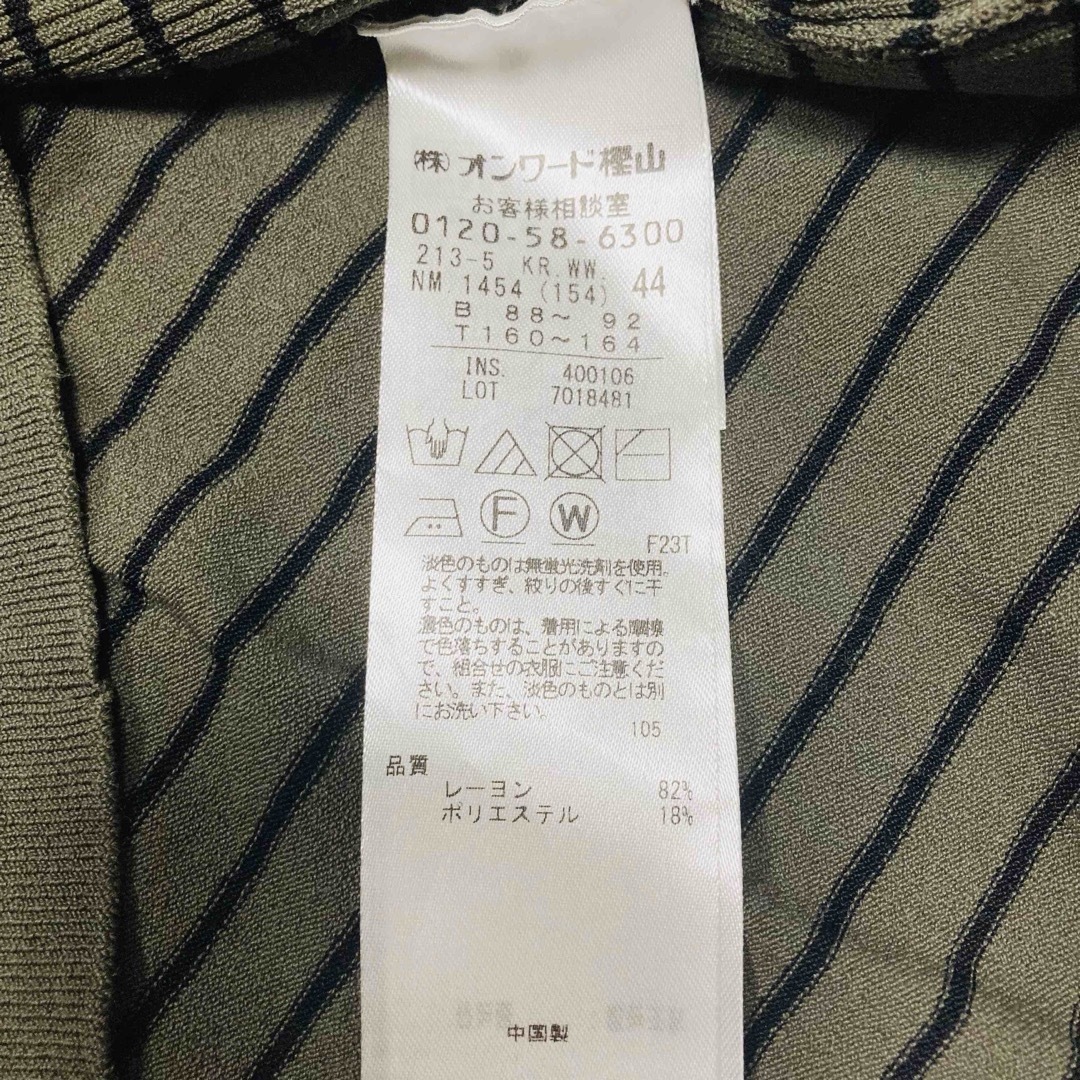 (株)オンワード樫山
お客様相談室
0120-58-6300
213-5 KR.WW.
NM 1454 (154) 44
B 88～ 92
T160～164
INS. 400106
LOT 7018481
F W
F23T
淡色のものは無蛍光洗剤を使用。
よくすすぎ、絞りの後すぐに干
すこと。
濃色のものは、着用による摩擦
で色落ちすることがありますの
で、組合せの衣服にご注意くだ
さい。また、淡色のものとは別
にお洗い下さい。
105
品質
レーヨン 82%
ポリエステル 18%
中国製